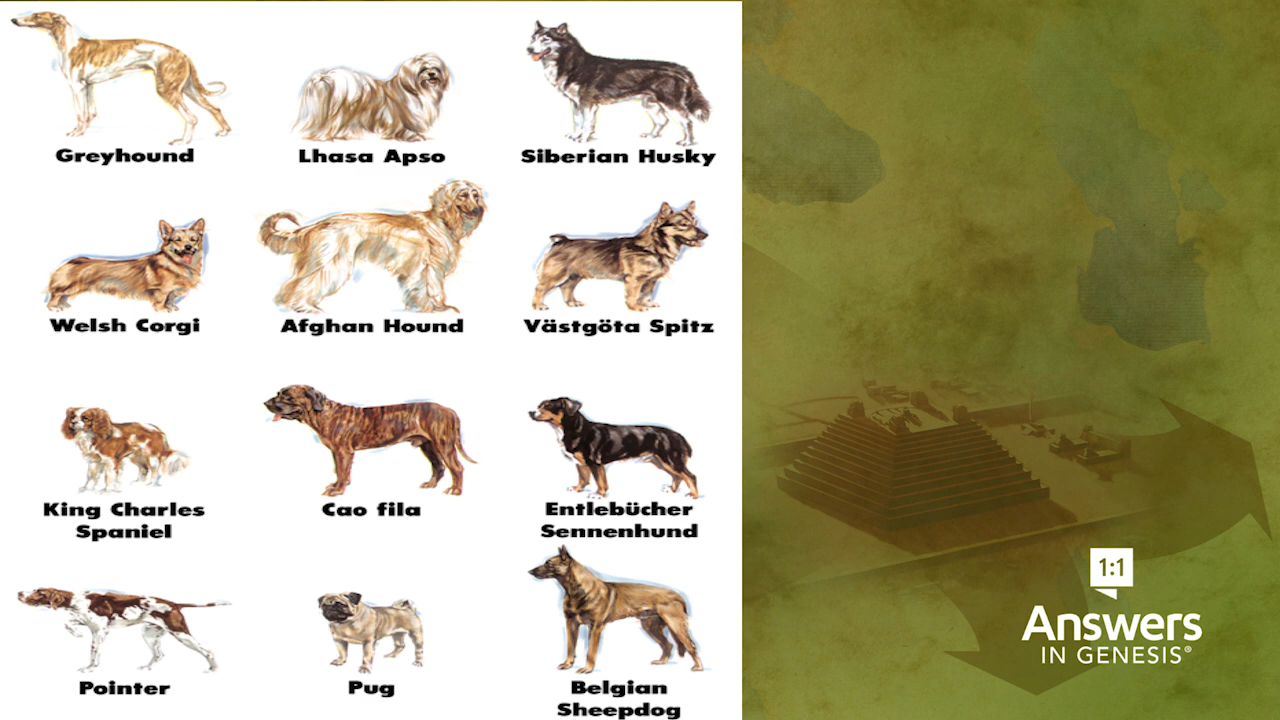 Greyhound
Lhasa Apso
Siberian Husky
Welsh Corgi
Afghan Hound
Västgöta Spitz
King Charles
Spaniel
Cao fila
Entlebücher
Sennenhund
Pointer
Pug
Belgian
Sheepdog
1:1
Answers
IN GENESIS®